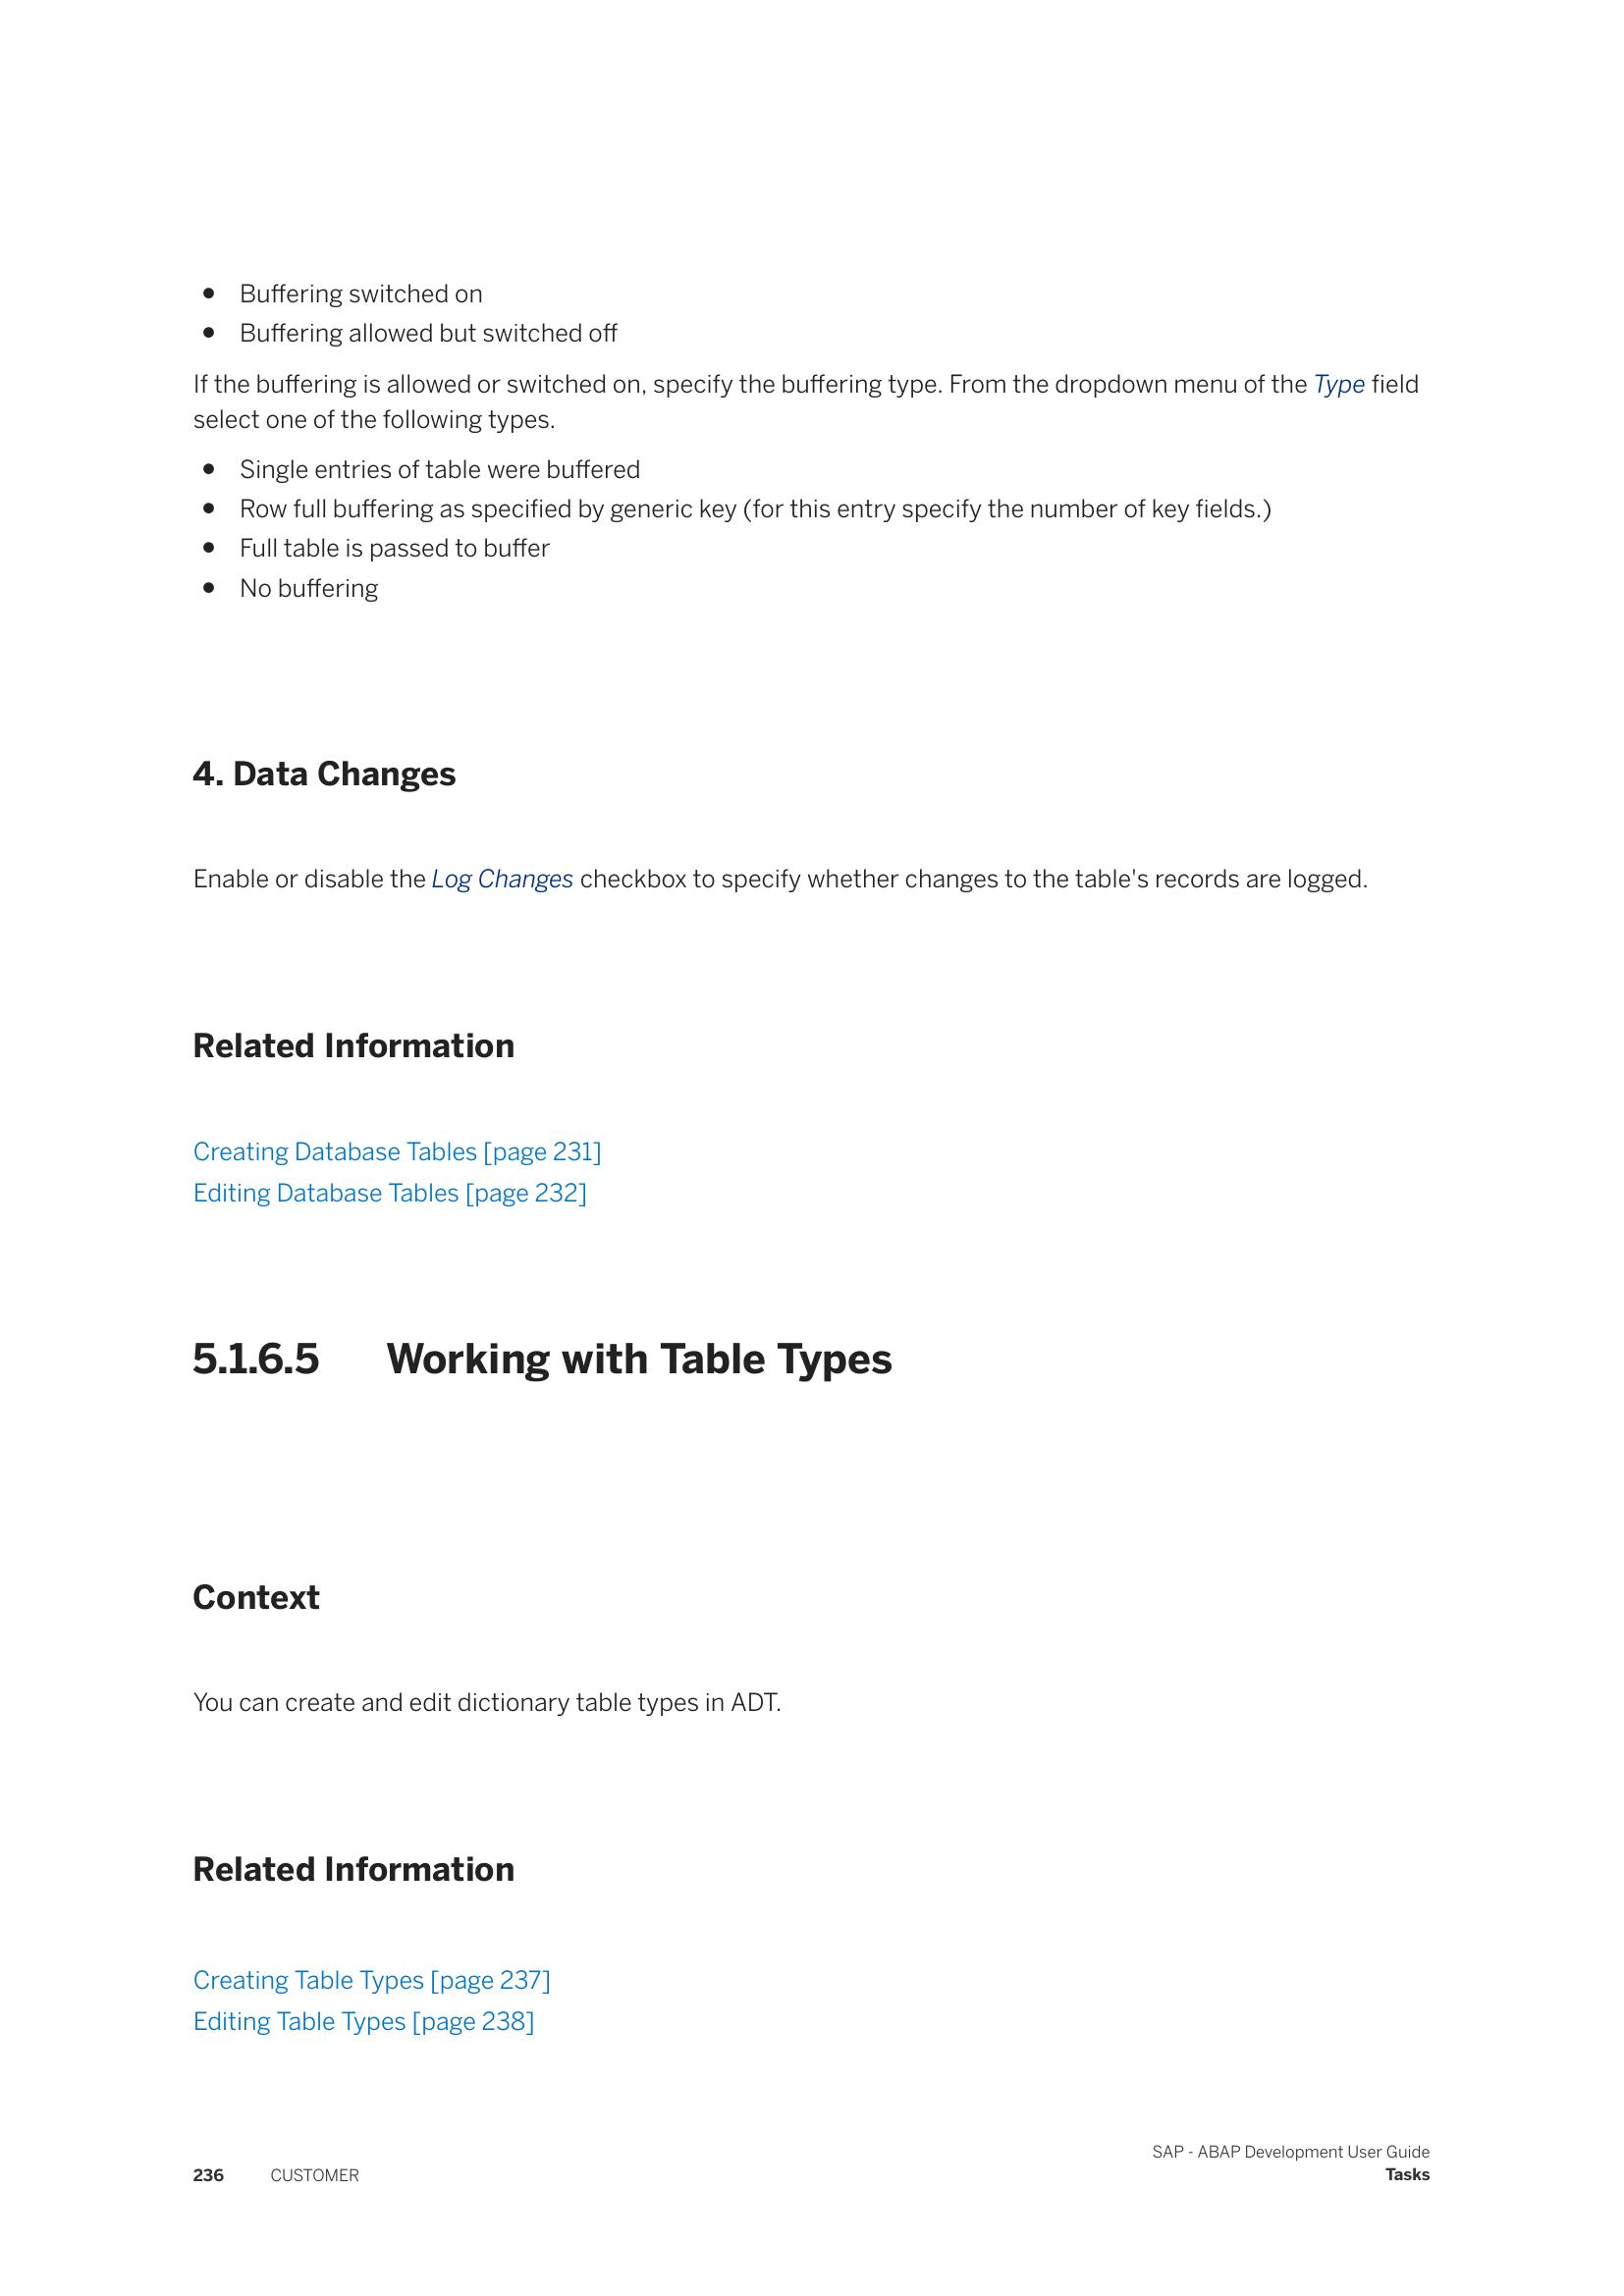 • Buffering switched on
• Buffering allowed but switched off
If the buffering is allowed or switched on, specify the buffering type. From the dropdown menu of the Type field
select one of the following types.
• Single entries of table were buffered
• Row full buffering as specified by generic key (for this entry specify the number of key fields.)
• Full table is passed to buffer
• No buffering
4. Data Changes
Enable or disable the Log Changes checkbox to specify whether changes to the table's records are logged.
Related Information
Creating Database Tables [page 231]
Editing Database Tables [page 232]
5.1.6.5 Working with Table Types
Context
You can create and edit dictionary table types in ADT.
Related Information
Creating Table Types [page 237]
Editing Table Types [page 238]
SAP - ABAP Development User Guide
236 CUSTOMER Tasks